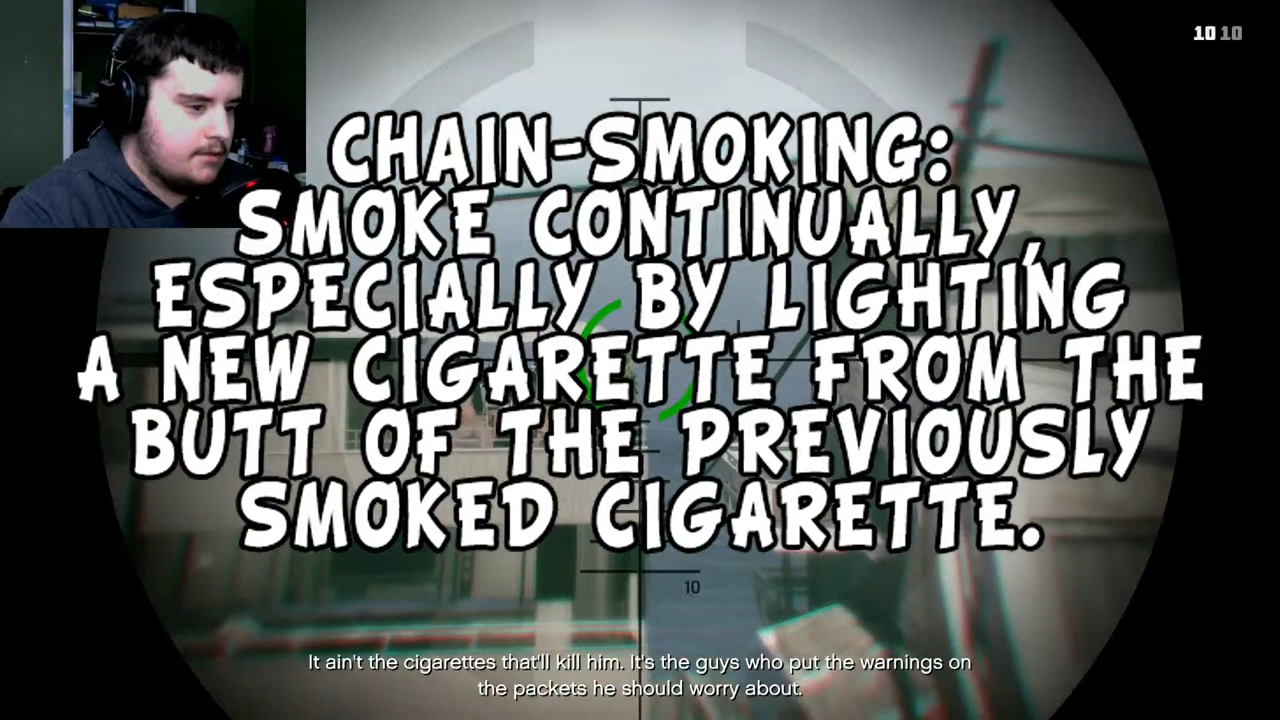 10 10
CHAIN-SMOKING:
SMOKE CONTINUALLY,
ESPECIALLY BY LIGHTING
A NEW CIGARETTE FROM THE
BUTT OF THE PREVIOUSLY
SMOKED CIGARETTE.
10
It ain't the cigarettes that'll kill him. It's the guys who put the warnings on
the packets he should worry about.